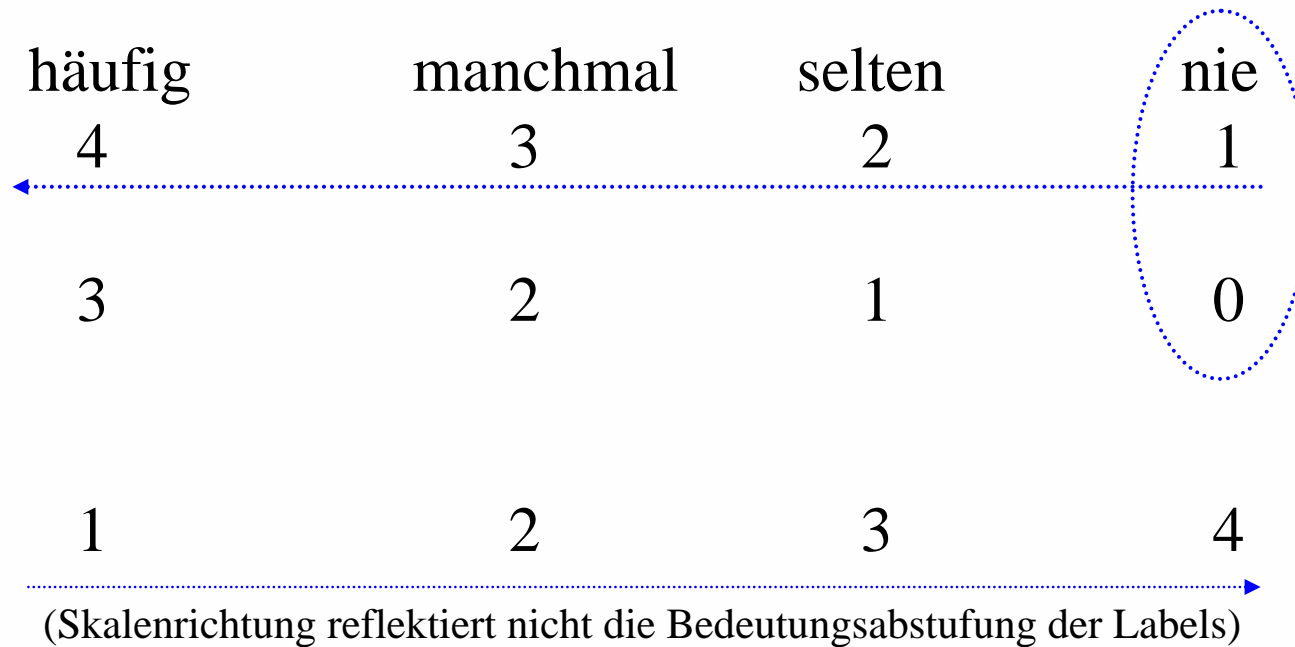 häufig manchmal selten nie
4 3 2 1
3 2 1 0
1 2 3 4
(Skalenrichtung reflektiert nicht die Bedeutungsabstufung der Labels)